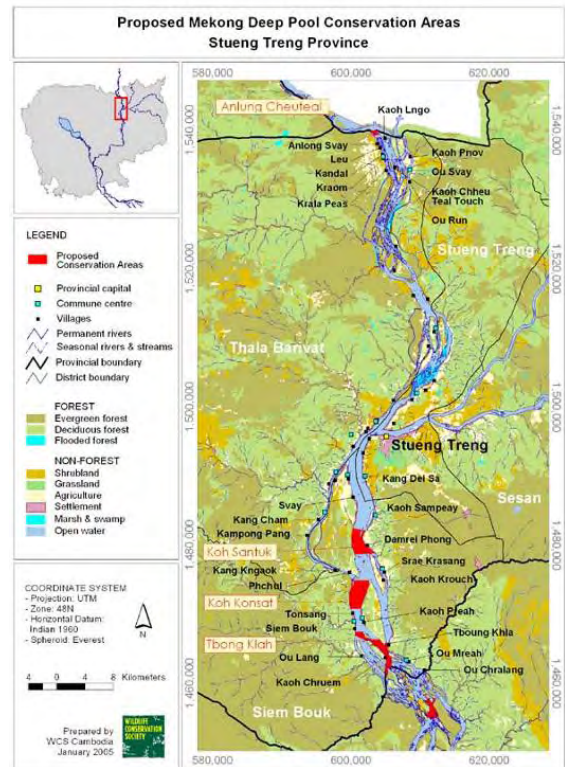 Proposed Mekong Deep Pool Conservation Areas
Stueng Treng Province
580,000
600,000
620,000
Anlung Cheuteal
Kaoh Lngo
1,540,000
1,540,000
Anlong Svay
Leu
Kandal
Kraom
Krala Peas
Kaoh Pnov
Ou Svay
Kaoh Chheu
Teal Touch
Ou Run
Stueng Treng
1,520,000
1,520,000
Thala Barivat
1,500,000
1,500,000
Stueng Treng
Kang Dei Sa
Sesan
Svay
Kaoh Sampeay
Kang Cham
Kampong Pang
Damrei Phong
1,480,000
1,480,000
Koh Santuk
Srae Krasang
Kang Kngaok
Kaoh Krouch
Phchul
Koh Konsat
Kaoh Preah
Tonsang
Siem Bouk
Tboung Khla
Tbong Klah
Ou Mreah
Ou Lang
Ou Chralang
Kaoh Chruem
1,460,000
1,460,000
Siem Bouk
580,000
600,000
620,000
LEGEND
Proposed
Conservation Areas
Provincial capital
Commune centre
Villages
Permanent rivers
Seasonal rivers & streams
Provincial boundary
District boundary
FOREST
Evergreen forest
Deciduous forest
Flooded forest
NON-FOREST
Shrubland
Grassland
Agriculture
Settlement
Marsh & swamp
Open water
COORDINATE SYSTEM
- Projection: UTM
- Zone: 48N
- Horizontal Datum:
Indian 1960
- Spheroid: Everest
N
4 0 4 8 Kilometers
Prepared by
WCS Cambodia
January 2005
WILDLIFE
CONSERVATION
SOCIETY